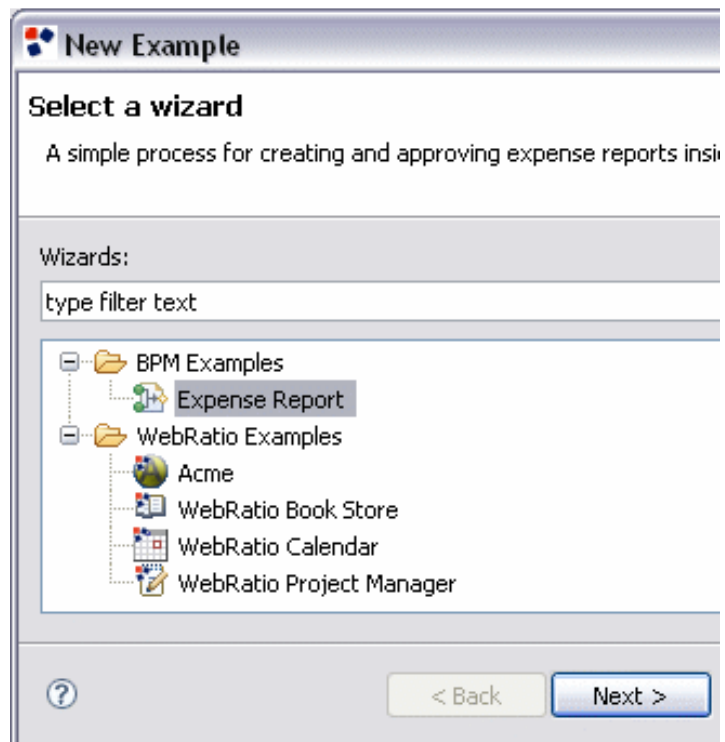 New Example
Select a wizard
A simple process for creating and approving expense reports
Wizards:
type filter text
BPM Examples
Expense Report
WebRatio Examples
Acme
WebRatio Book Store
WebRatio Calendar
WebRatio Project Manager
?
< Back
Next >